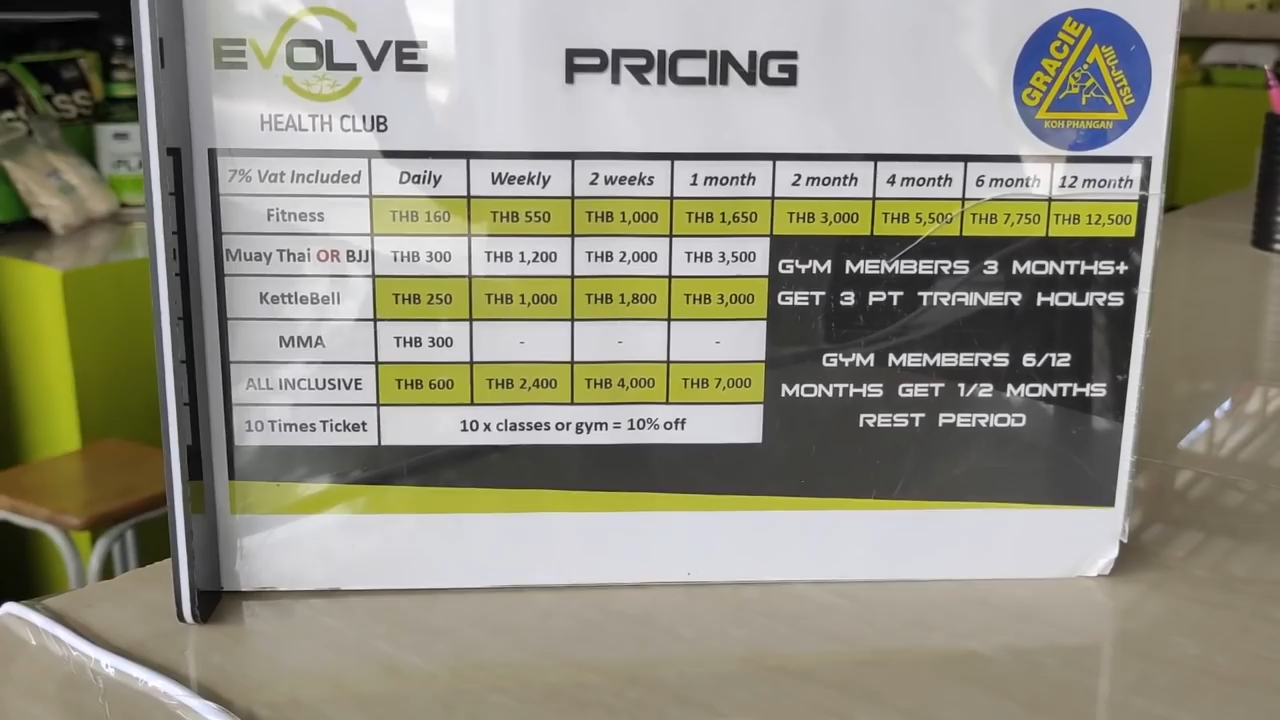 EVOLVE
HEALTH CLUB
PRICING
GRACIE
JIU-JITSU
KOH PHANGAN
7% Vat Included Daily Weekly 2 weeks 1 month 2 month 4 month 6 month 12 month
Fitness THB 160 THB 550 THB 1,000 THB 1,650 THB 3,000 THB 5,500 THB 7,750 THB 12,500
Muay Thai OR BJJ THB 300 THB 1,200 THB 2,000 THB 3,500
KettleBell THB 250 THB 1,000 THB 1,800 THB 3,000
MMA THB 300 - - -
ALL INCLUSIVE THB 600 THB 2,400 THB 4,000 THB 7,000
10 Times Ticket 10 x classes or gym = 10% off
GYM MEMBERS 3 MONTHS+
GET 3 PT TRAINER HOURS
GYM MEMBERS 6/12
MONTHS GET 1/2 MONTHS
REST PERIOD